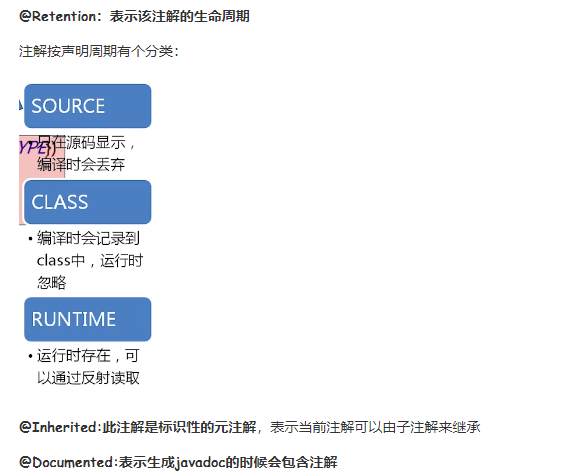 @Retention：表示该注解的生命周期
注解按声明周期有个分类：
SOURCE
YPE})
• 只在源码显示，
编译时会丢弃
CLASS
• 编译时会记录到
class中，运行时
忽略
RUNTIME
• 运行时存在，可
以通过反射读取
@Inherited:此注解是标识性的元注解，表示当前注解可以由子注解来继承
@Documented:表示生成javadoc的时候会包含注解